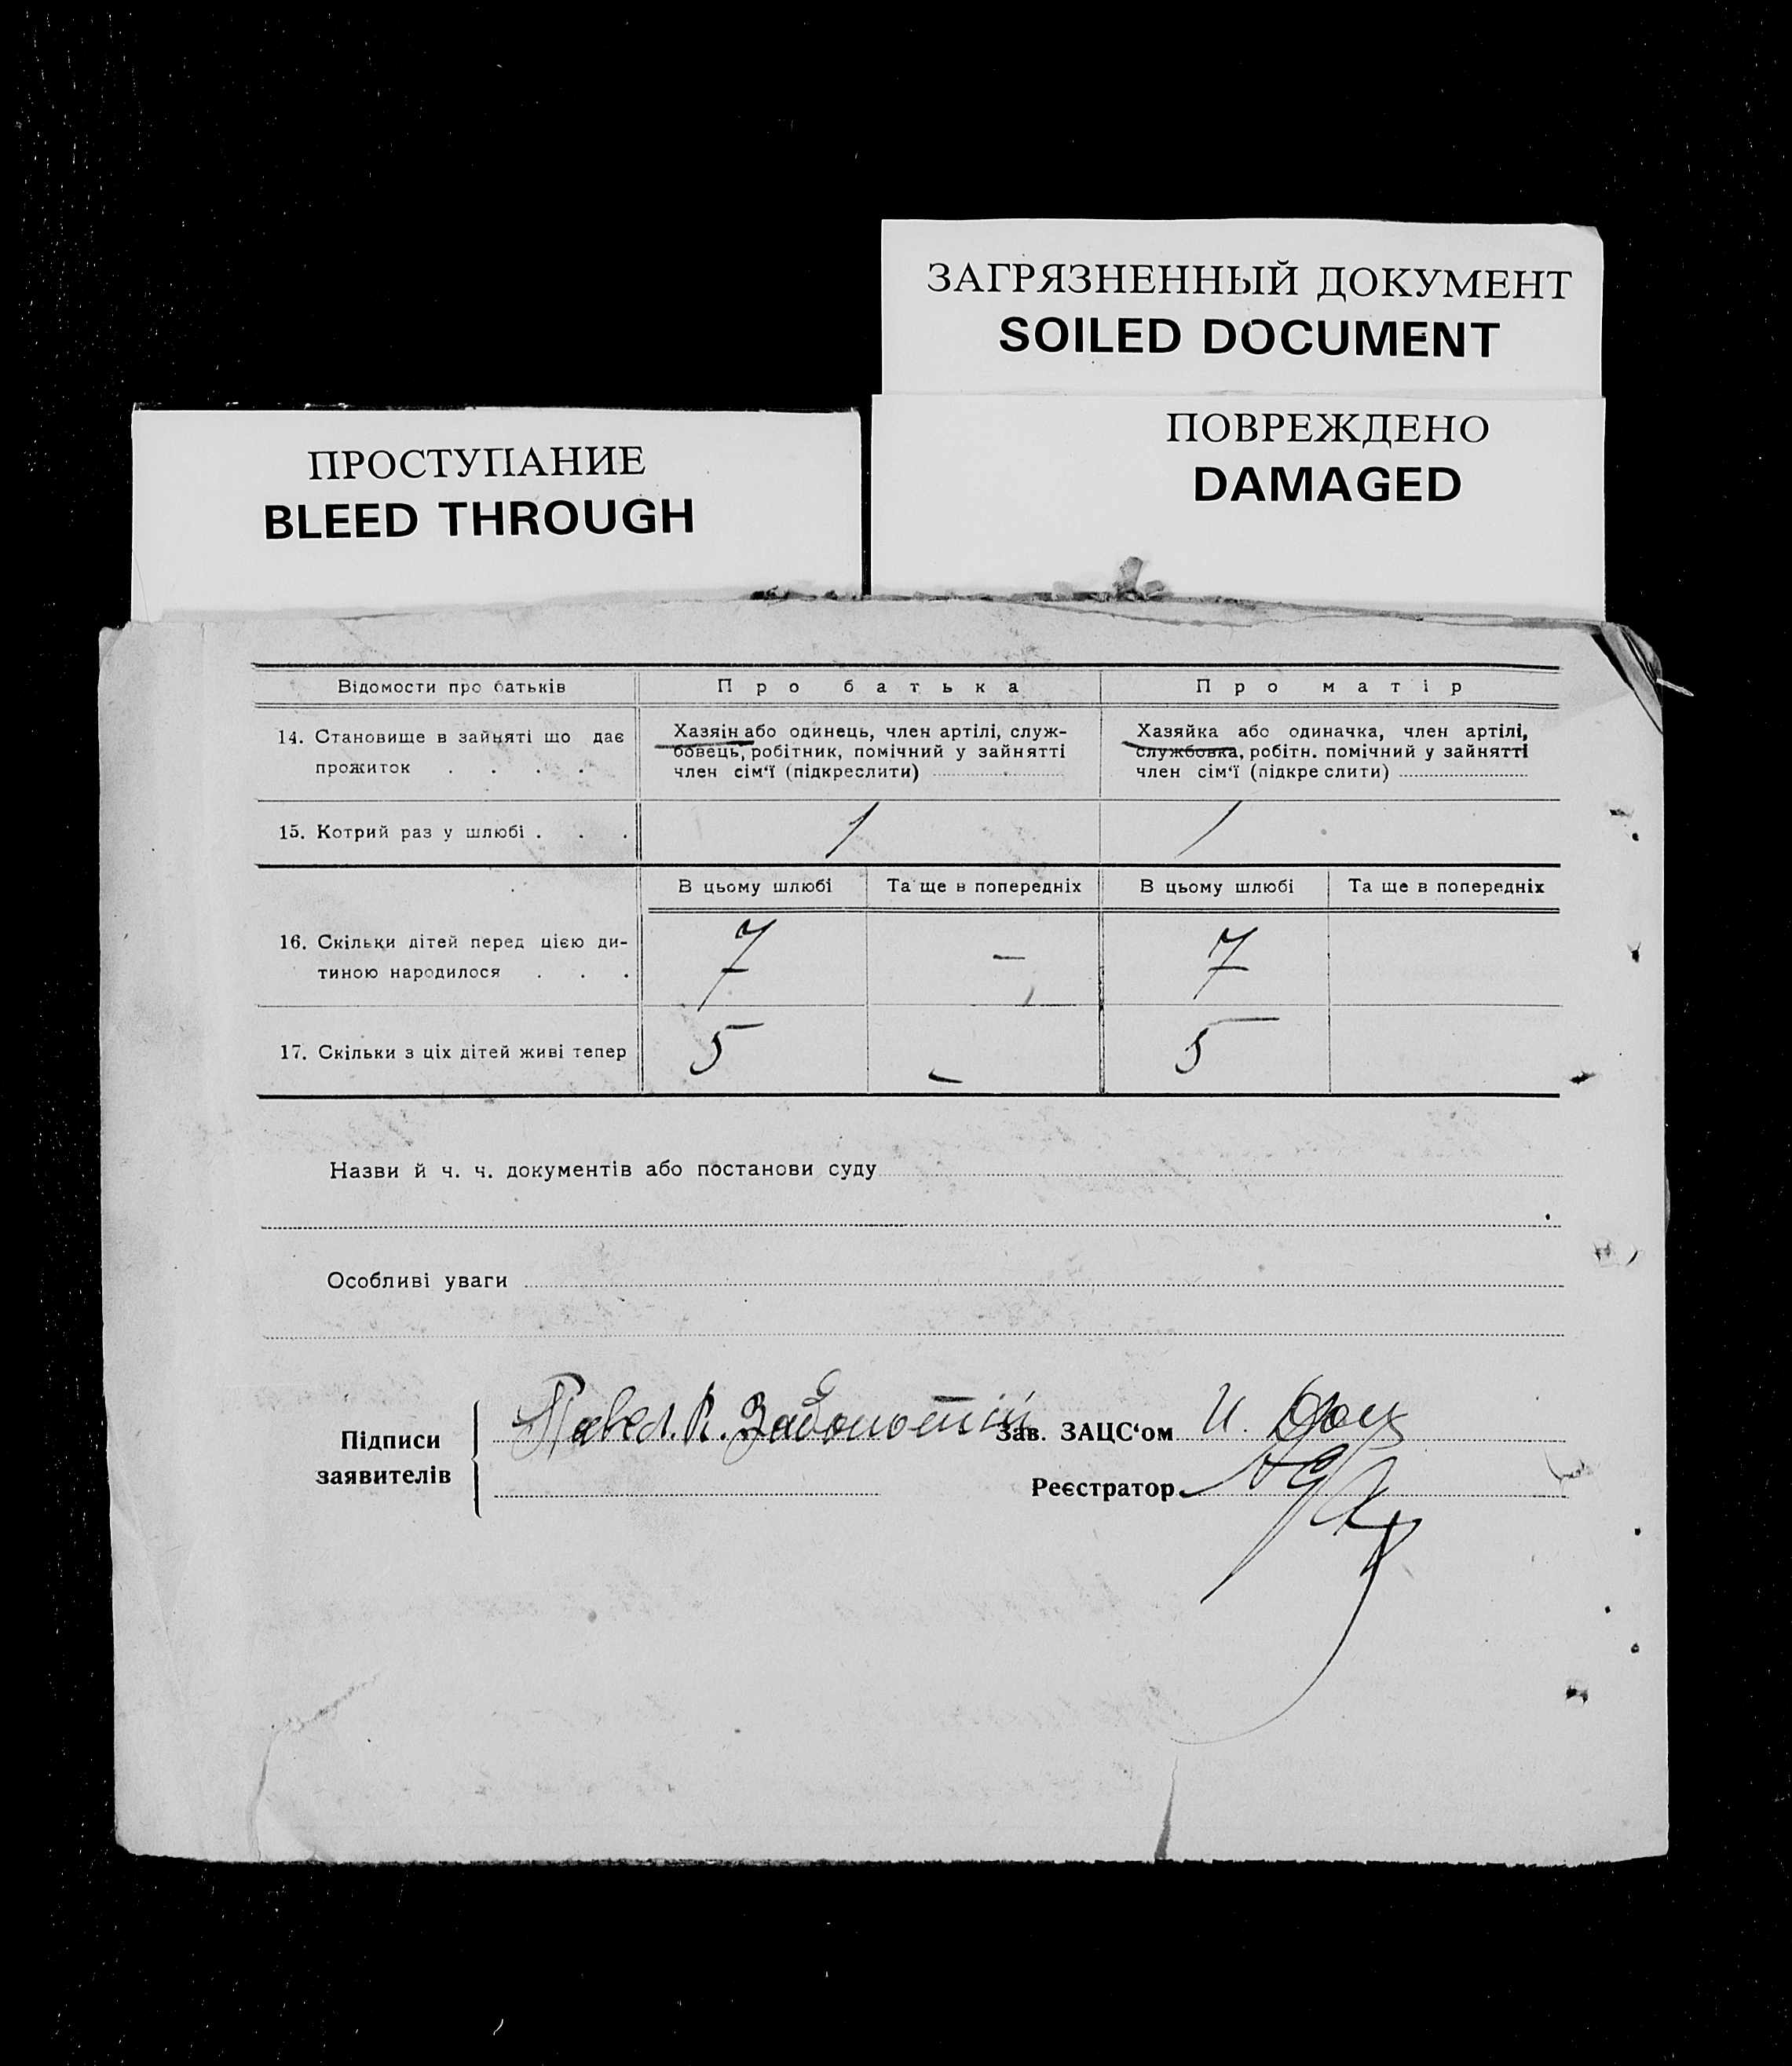 ЗАГРЯЗНЕННЫЙ ДОКУМЕНТ
SOILED DOCUMENT
ПОВРЕЖДЕНО
DAMAGED
ПРОСТУПАНИЕ
BLEED THROUGH
Відомости про батьків
Про батька
Про матір
14. Становище в зайняті що дає
прожиток . . . .
Хазяін або одинець, член артілі, служ-
бовець, робітник, помічний у зайнятті
член сім‘ї (підкреслити)
Хазяйка або одиначка, член артілі,
службовка, робітн. помічний у зайнятті
член сім‘ї (підкреслити)
15. Котрий раз у шлюбі . . .
1
1
В цьому шлюбі
Та ще в попередніх
В цьому шлюбі
Та ще в попередніх
16. Скільки дітей перед цією ди-
тиною народилося . . .
7
–
7
17. Скільки з ціх дітей живі тепер
5
–
5
Назви й ч. ч. документів або постанови суду
Особливі уваги
Підписи
заявителів
Павел. П. Заболотній
Зав. ЗАЦС‘ом И.
Реєстратор